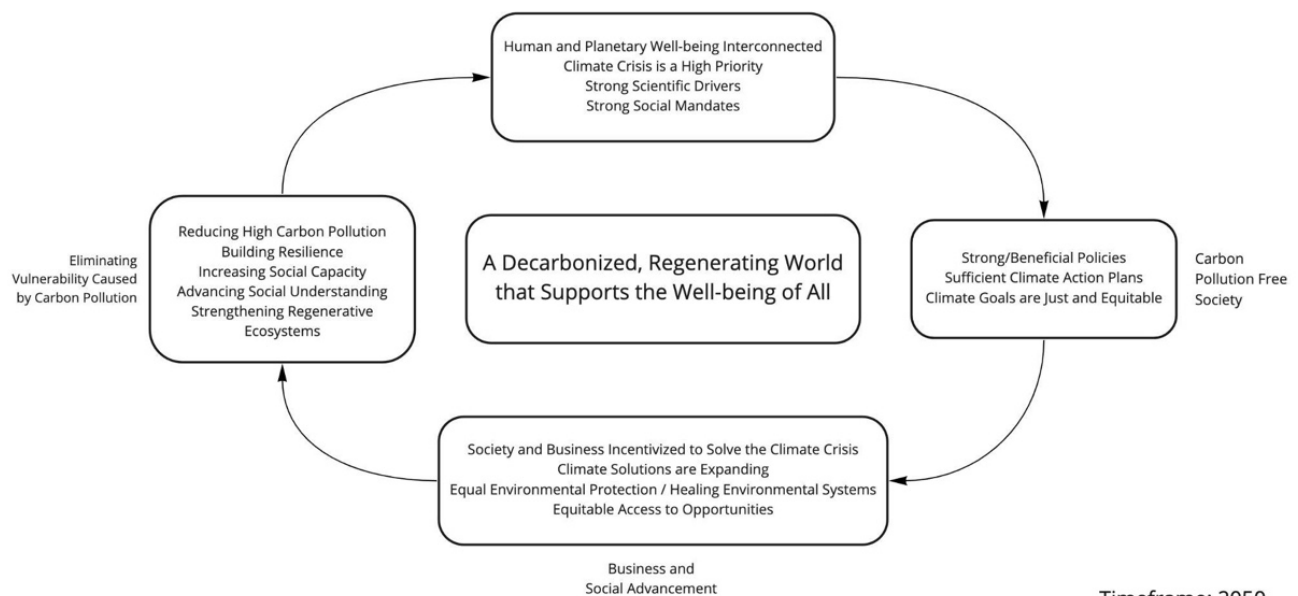 Human and Planetary Well-being Interconnected
Climate Crisis is a High Priority
Strong Scientific Drivers
Strong Social Mandates
Eliminating
Vulnerability Caused
by Carbon Pollution
Reducing High Carbon Pollution
Building Resilience
Increasing Social Capacity
Advancing Social Understanding
Strengthening Regenerative
Ecosystems
A Decarbonized, Regenerating World
that Supports the Well-being of All
Strong/Beneficial Policies
Sufficient Climate Action Plans
Climate Goals are Just and Equitable
Carbon
Pollution Free
Society
Society and Business Incentivized to Solve the Climate Crisis
Climate Solutions are Expanding
Equal Environmental Protection / Healing Environmental Systems
Equitable Access to Opportunities
Business and
Social Advancement
Timeframe: 2050